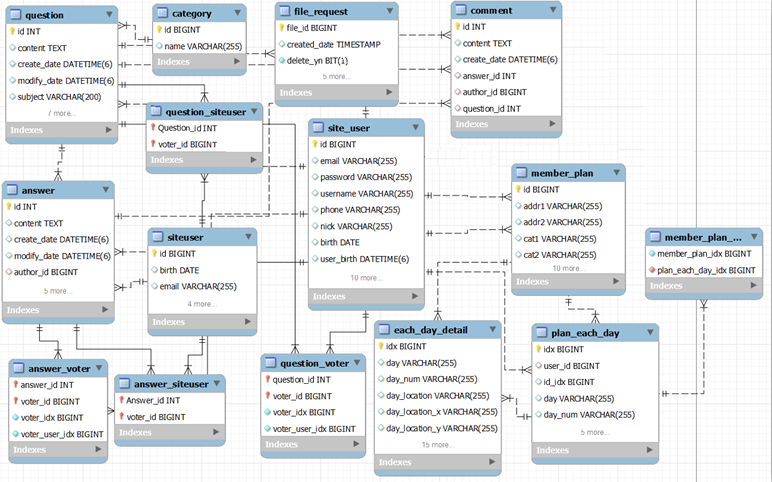 question
id INT
content TEXT
create_date DATETIME(6)
modify_date DATETIME(6)
subject VARCHAR(200)
7 more...
Indexes
category
id BIGINT
name VARCHAR(255)
Indexes
file_request
file_id BIGINT
created_date TIMESTAMP
delete_yn BIT(1)
5 more...
Indexes
comment
id INT
content TEXT
create_date DATETIME(6)
answer_id INT
author_id BIGINT
question_id INT
Indexes
question_siteuser
Question_id INT
voter_id BIGINT
Indexes
site_user
id BIGINT
email VARCHAR(255)
password VARCHAR(255)
username VARCHAR(255)
phone VARCHAR(255)
nick VARCHAR(255)
birth DATE
user_birth DATETIME(6)
10 more...
Indexes
member_plan
id BIGINT
addr1 VARCHAR(255)
addr2 VARCHAR(255)
cat1 VARCHAR(255)
cat2 VARCHAR(255)
10 more...
Indexes
member_plan_...
member_plan_idx BIGINT
plan_each_day_idx BIGINT
Indexes
answer
id INT
content TEXT
create_date DATETIME(6)
modify_date DATETIME(6)
author_id BIGINT
5 more...
Indexes
siteuser
id BIGINT
birth DATE
email VARCHAR(255)
4 more...
Indexes
answer_voter
answer_id INT
voter_id BIGINT
voter_idx BIGINT
voter_user_idx BIGINT
Indexes
answer_siteuser
Answer_id INT
voter_id BIGINT
Indexes
question_voter
question_id INT
voter_id BIGINT
voter_idx BIGINT
voter_user_idx BIGINT
Indexes
each_day_detail
idx BIGINT
day VARCHAR(255)
day_num VARCHAR(255)
day_location VARCHAR(255)
day_location_x VARCHAR(255)
day_location_y VARCHAR(255)
15 more...
Indexes
plan_each_day
idx BIGINT
user_id BIGINT
id_idx BIGINT
day VARCHAR(255)
day_num VARCHAR(255)
5 more...
Indexes